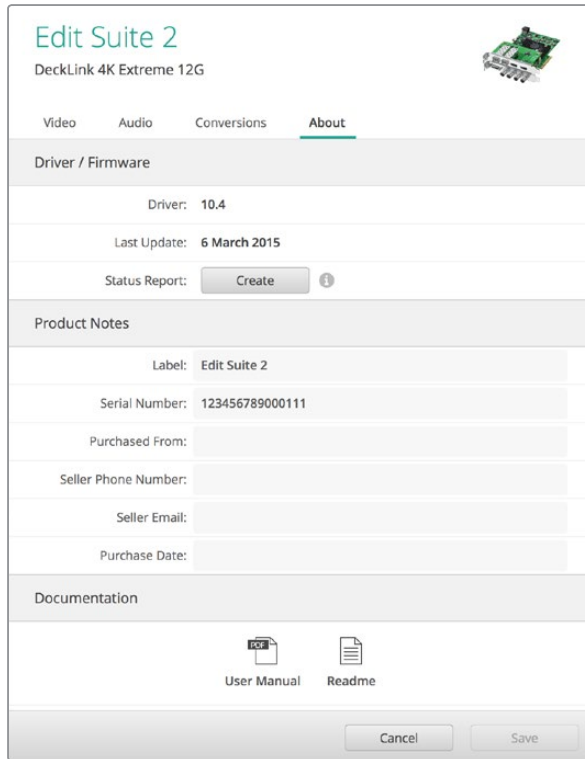 Edit Suite 2
DeckLink 4K Extreme 12G
Video Audio Conversions About
Driver / Firmware
Driver: 10.4
Last Update: 6 March 2015
Status Report: Create
Product Notes
Label: Edit Suite 2
Serial Number: 123456789000111
Purchased From:
Seller Phone Number:
Seller Email:
Purchase Date:
Documentation
PDF
User Manual Readme
Cancel Save